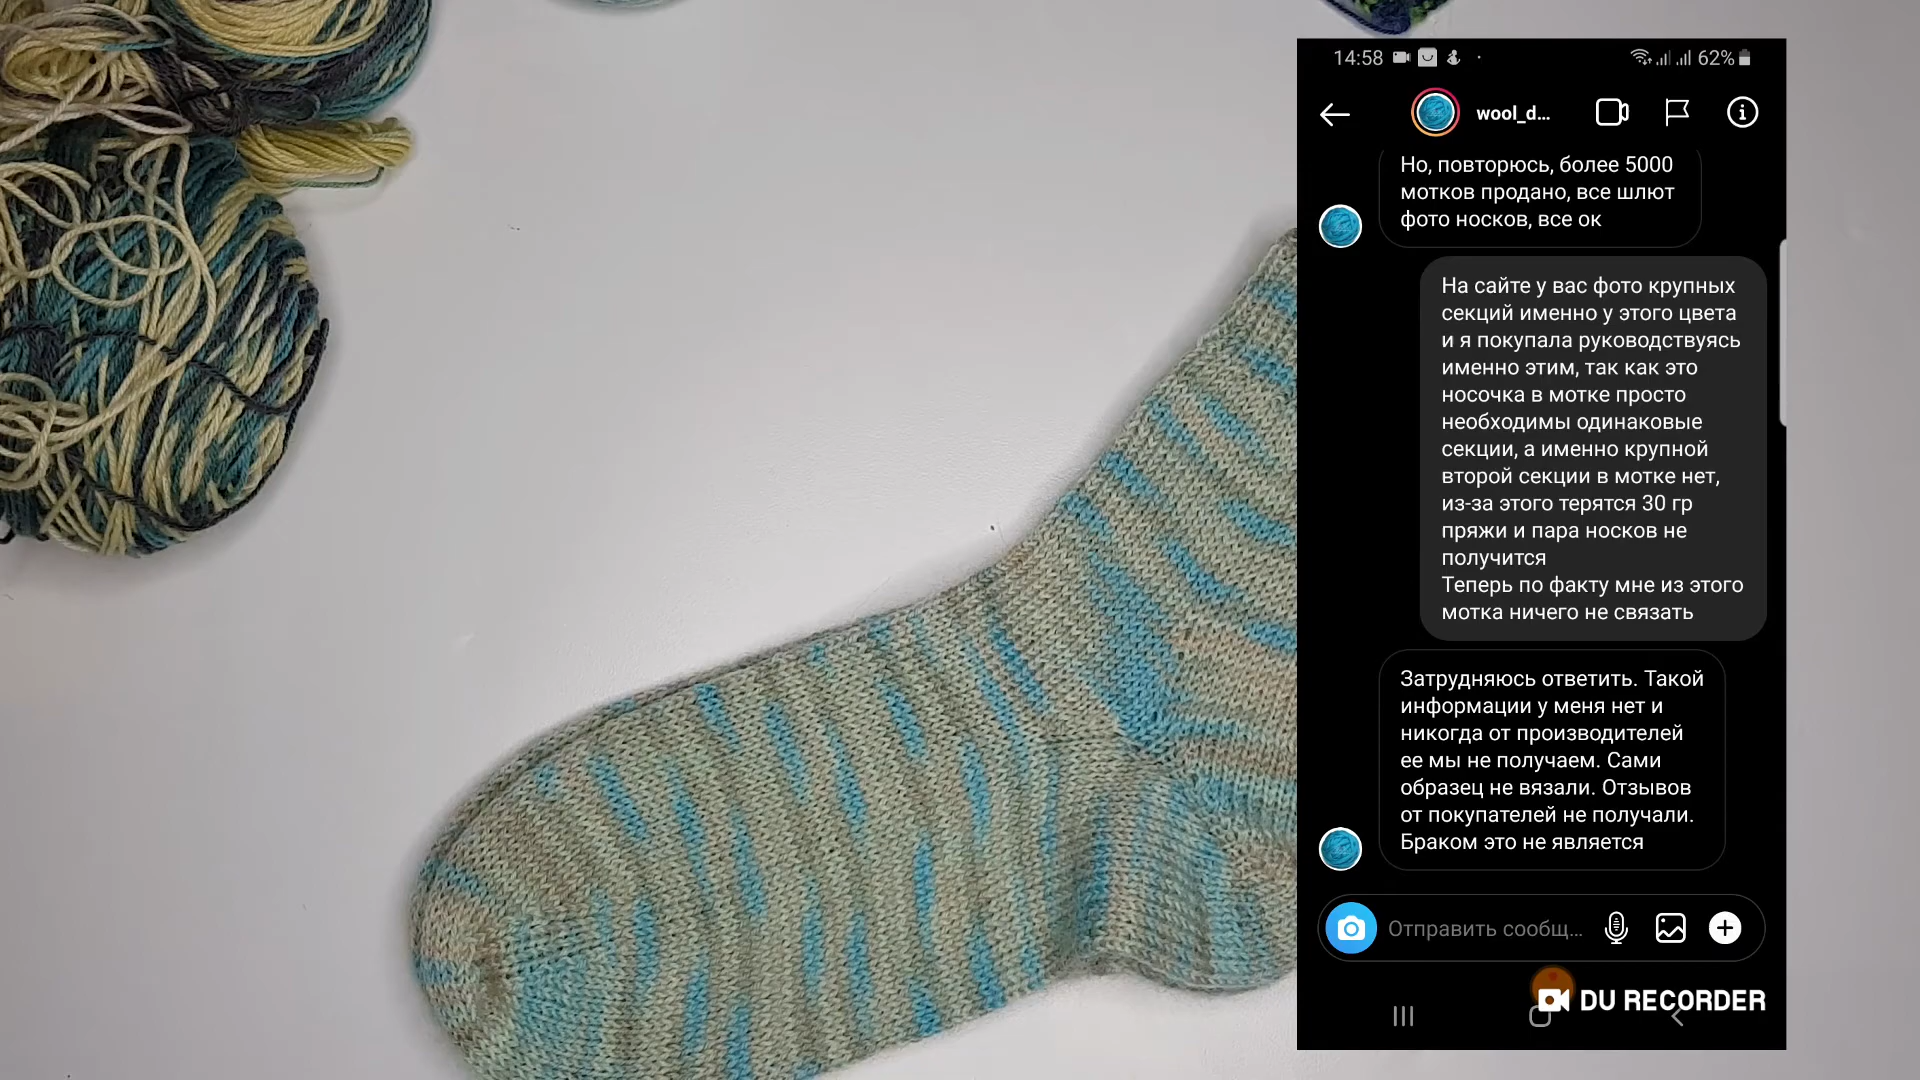 14:58
62%
wool_d...
Но, повторюсь, более 5000
мотков продано, все шлют
фото носков, все ок
На сайте у вас фото крупных
секций именно у этого цвета
и я покупала руководствуясь
именно этим, так как это
носочка в мотке просто
необходимы одинаковые
секции, а именно крупной
второй секции в мотке нет,
из-за этого терятся 30 гр
пряжи и пара носков не
получится
Теперь по факту мне из этого
мотка ничего не связать
Затрудняюсь ответить. Такой
информации у меня нет и
никогда от производителей
ее мы не получаем. Сами
образец не вязали. Отзывов
от покупателей не получали.
Браком это не является
Отправить сообщ...
DU RECORDER